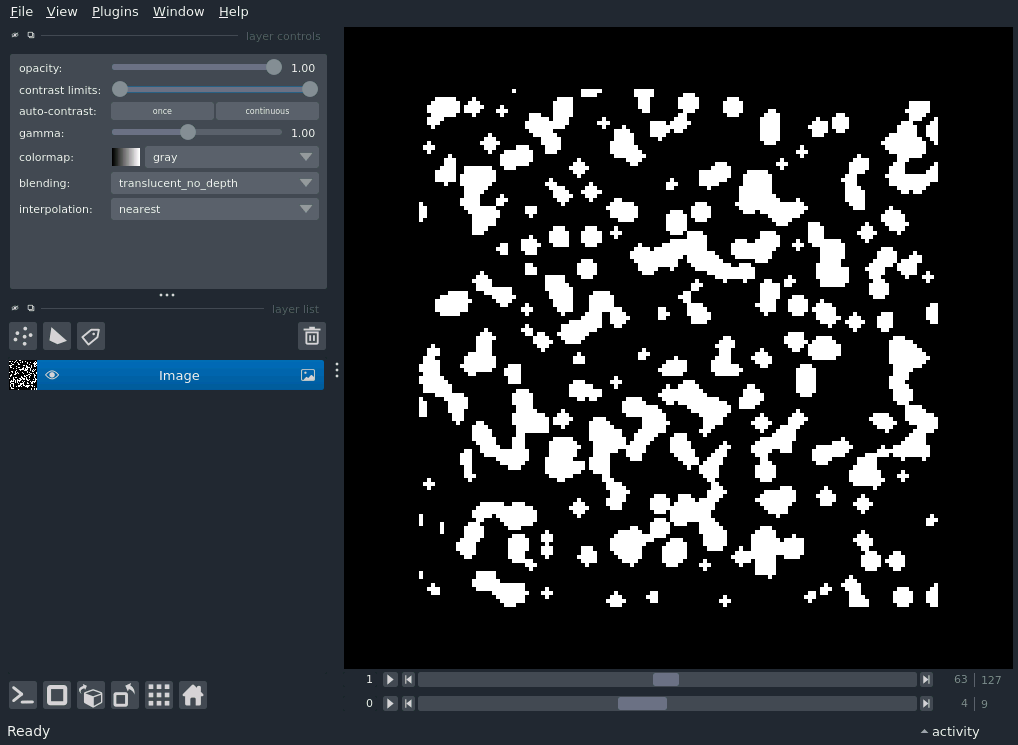 File View Plugins Window Help
layer controls
opacity: 1.00
contrast limits:
auto-contrast: once continuous
gamma: 1.00
colormap: gray
blending: translucent_no_depth
interpolation: nearest
layer list
Image
1 63 127
0 4 9
Ready activity